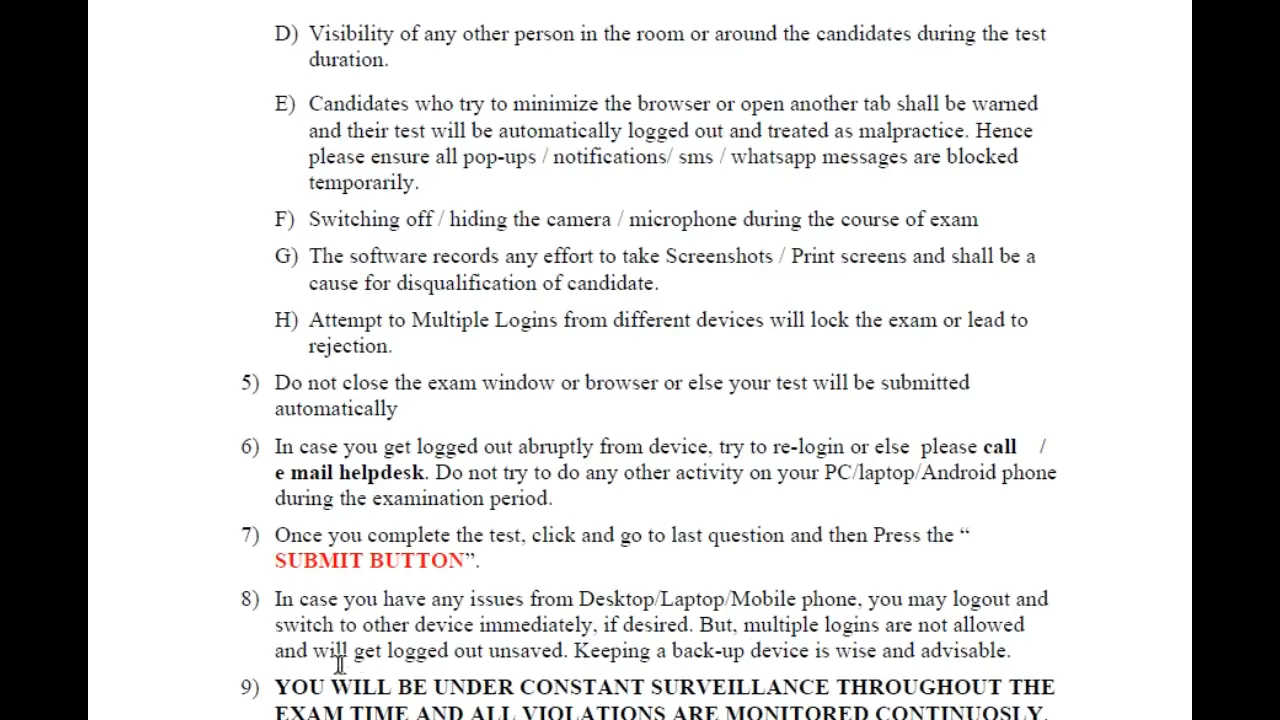 D) Visibility of any other person in the room or around the candidates during the test
duration.
E) Candidates who try to minimize the browser or open another tab shall be warned
and their test will be automatically logged out and treated as malpractice. Hence
please ensure all pop-ups / notifications/ sms / whatsapp messages are blocked
temporarily.
F) Switching off / hiding the camera / microphone during the course of exam
G) The software records any effort to take Screenshots / Print screens and shall be a
cause for disqualification of candidate.
H) Attempt to Multiple Logins from different devices will lock the exam or lead to
rejection.
5) Do not close the exam window or browser or else your test will be submitted
automatically
6) In case you get logged out abruptly from device, try to re-login or else please call /
e mail helpdesk. Do not try to do any other activity on your PC/laptop/Android phone
during the examination period.
7) Once you complete the test, click and go to last question and then Press the “
SUBMIT BUTTON”.
8) In case you have any issues from Desktop/Laptop/Mobile phone, you may logout and
switch to other device immediately, if desired. But, multiple logins are not allowed
and will get logged out unsaved. Keeping a back-up device is wise and advisable.
9) YOU WILL BE UNDER CONSTANT SURVEILLANCE THROUGHOUT THE
EXAM TIME AND ALL VIOLATIONS ARE MONITORED CONTINUOSLY.